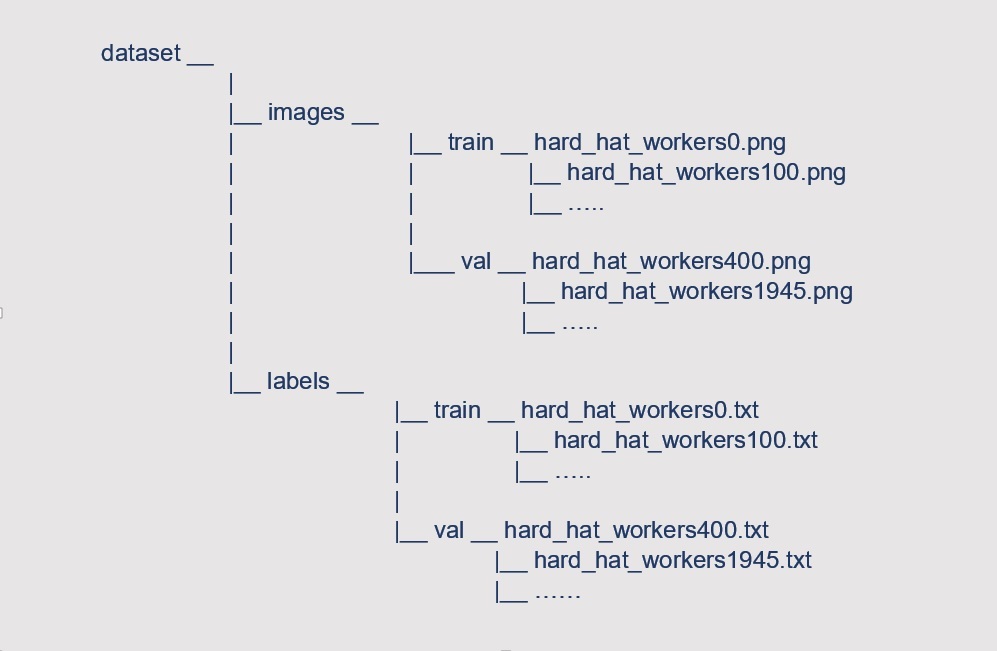 dataset __
|
|__ images __
| |__ train __ hard_hat_workers0.png
| | |__ hard_hat_workers100.png
| | |__ .....
| |
| |___ val __ hard_hat_workers400.png
| |__ hard_hat_workers1945.png
| |__ .....
|
|__ labels __
|__ train __ hard_hat_workers0.txt
| |__ hard_hat_workers100.txt
| |__ .....
|
|__ val __ hard_hat_workers400.txt
|__ hard_hat_workers1945.txt
|__ ......